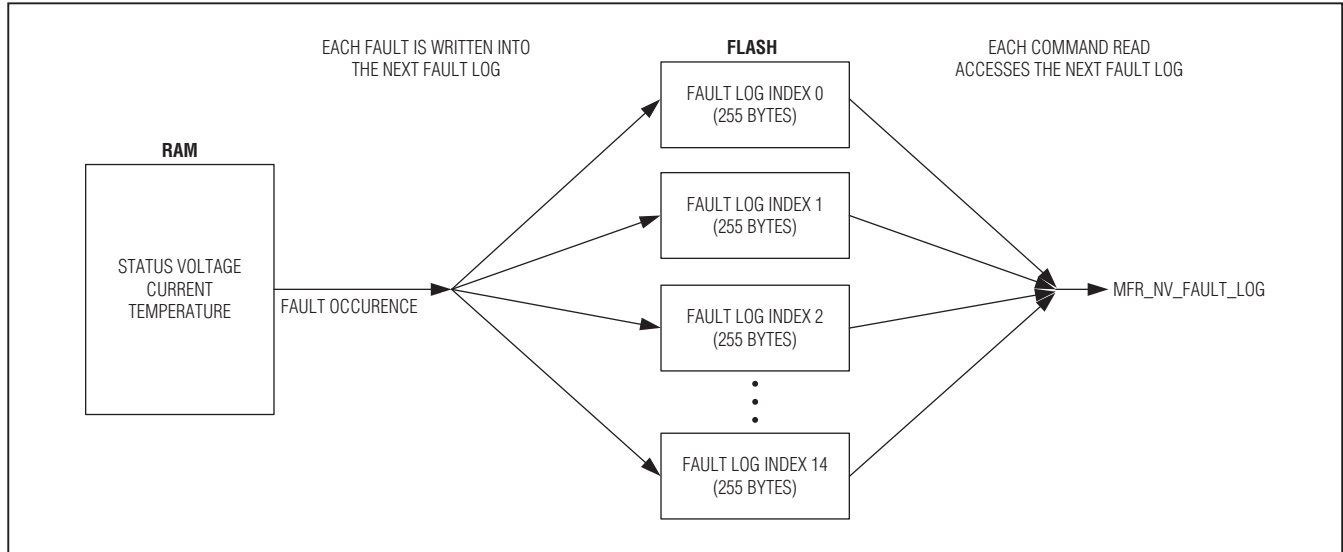 EACH FAULT IS WRITTEN INTO
THE NEXT FAULT LOG
FLASH
EACH COMMAND READ
ACCESSES THE NEXT FAULT LOG
FAULT LOG INDEX 0
(255 BYTES)
RAM
FAULT LOG INDEX 1
(255 BYTES)
STATUS VOLTAGE
CURRENT
TEMPERATURE
FAULT OCCURENCE
MFR_NV_FAULT_LOG
FAULT LOG INDEX 2
(255 BYTES)
FAULT LOG INDEX 14
(255 BYTES)